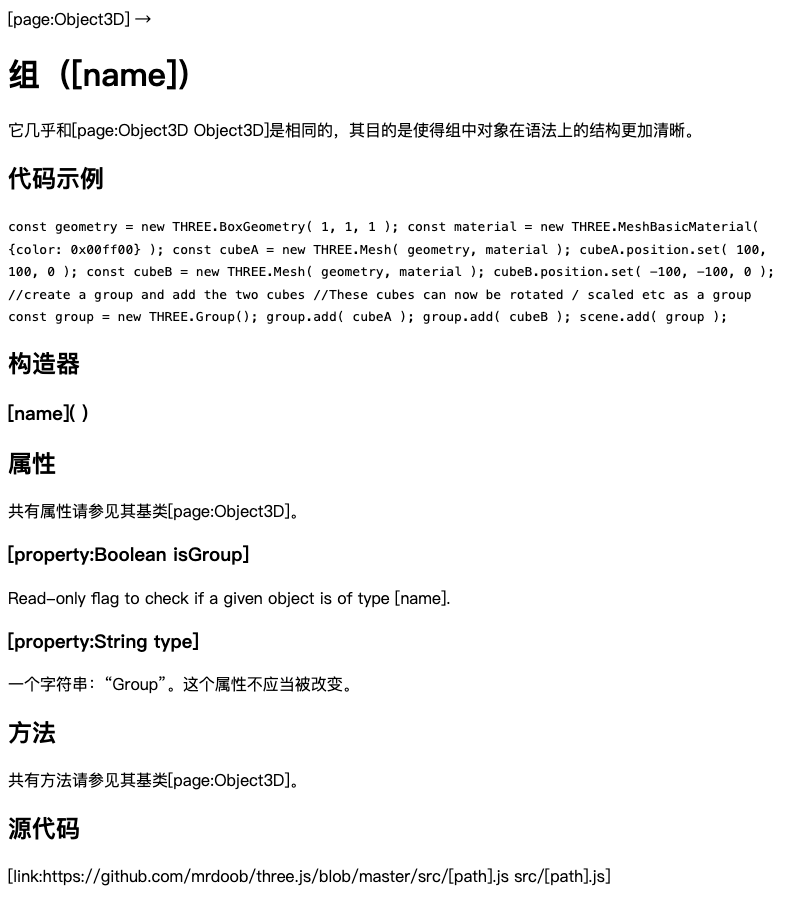 [page:Object3D] →
组（[name]）
它几乎和[page:Object3D Object3D]是相同的，其目的是使得组中对象在语法上的结构更加清晰。
代码示例
const geometry = new THREE.BoxGeometry( 1, 1, 1 ); const material = new THREE.MeshBasicMaterial(
{color: 0x00ff00} ); const cubeA = new THREE.Mesh( geometry, material ); cubeA.position.set( 100,
100, 0 ); const cubeB = new THREE.Mesh( geometry, material ); cubeB.position.set( -100, -100, 0 );
//create a group and add the two cubes //These cubes can now be rotated / scaled etc as a group
const group = new THREE.Group(); group.add( cubeA ); group.add( cubeB ); scene.add( group );
构造器
[name]( )
属性
共有属性请参见其基类[page:Object3D]。
[property:Boolean isGroup]
Read-only flag to check if a given object is of type [name].
[property:String type]
一个字符串：“Group”。这个属性不应当被改变。
方法
共有方法请参见其基类[page:Object3D]。
源代码
[link:https://github.com/mrdoob/three.js/blob/master/src/[path].js src/[path].js]